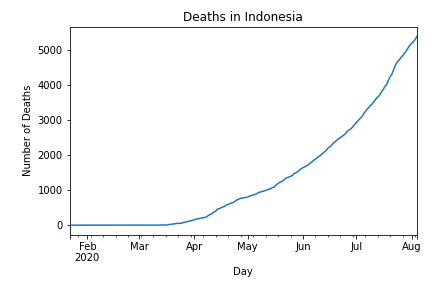 Deaths in Indonesia
Number of Deaths
5000
4000
3000
2000
1000
0
Feb Mar Apr May Jun Jul Aug
2020
Day